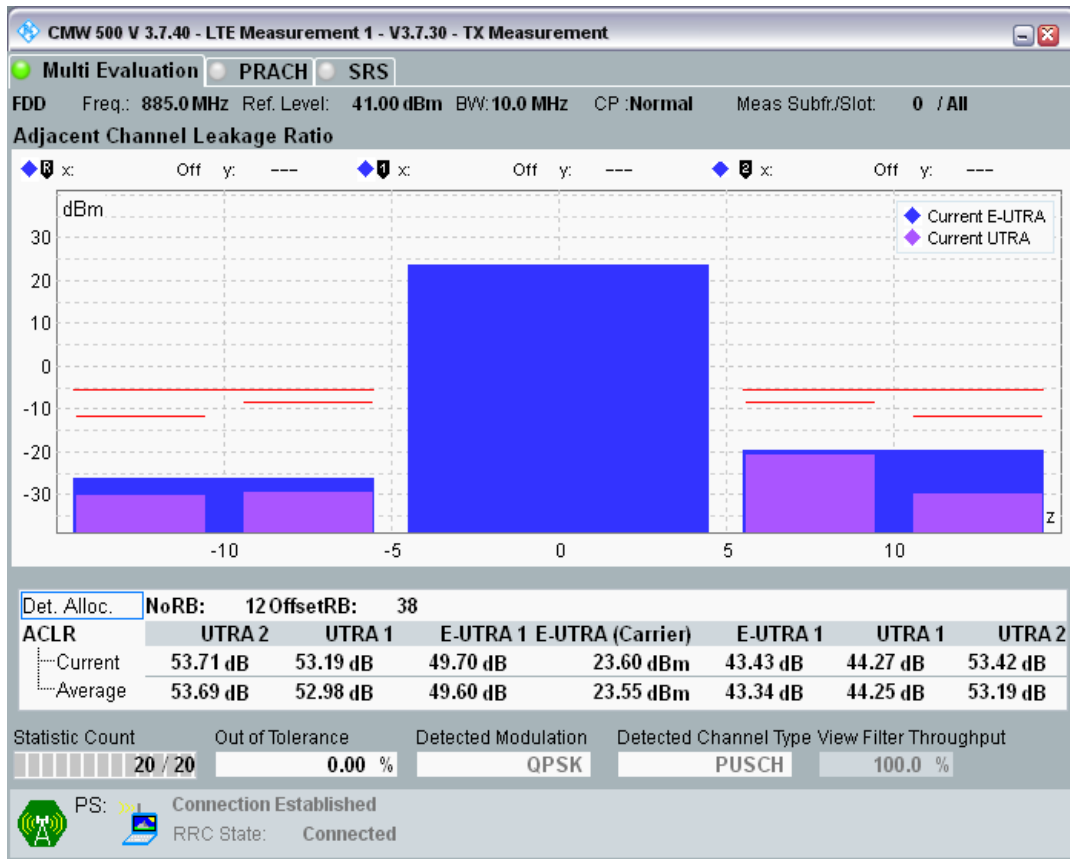 CMW 500 V 3.7.40 - LTE Measurement 1 - V3.7.30 - TX Measurement
Multi Evaluation PRACH SRS
FDD Freq.: 885.0 MHz Ref. Level: 41.00 dBm BW: 10.0 MHz CP :Normal Meas Subfr./Slot: 0 / All
Adjacent Channel Leakage Ratio
R x: Off y: --- 1 x: Off y: --- 2 x: Off y: ---
dBm
Current E-UTRA
Current UTRA
30
20
10
0
-10
-20
-30
z
-10 -5 0 5 10
Det. Alloc. NoRB: 12 OffsetRB: 38
ACLR UTRA 2 UTRA 1 E-UTRA 1 E-UTRA (Carrier) E-UTRA 1 UTRA 1 UTRA 2
Current 53.71 dB 53.19 dB 49.70 dB 23.60 dBm 43.43 dB 44.27 dB 53.42 dB
Average 53.69 dB 52.98 dB 49.60 dB 23.55 dBm 43.34 dB 44.25 dB 53.19 dB
Statistic Count Out of Tolerance Detected Modulation Detected Channel Type View Filter Throughput
20 / 20 0.00 % QPSK PUSCH 100.0 %
PS: Connection Established
RRC State: Connected